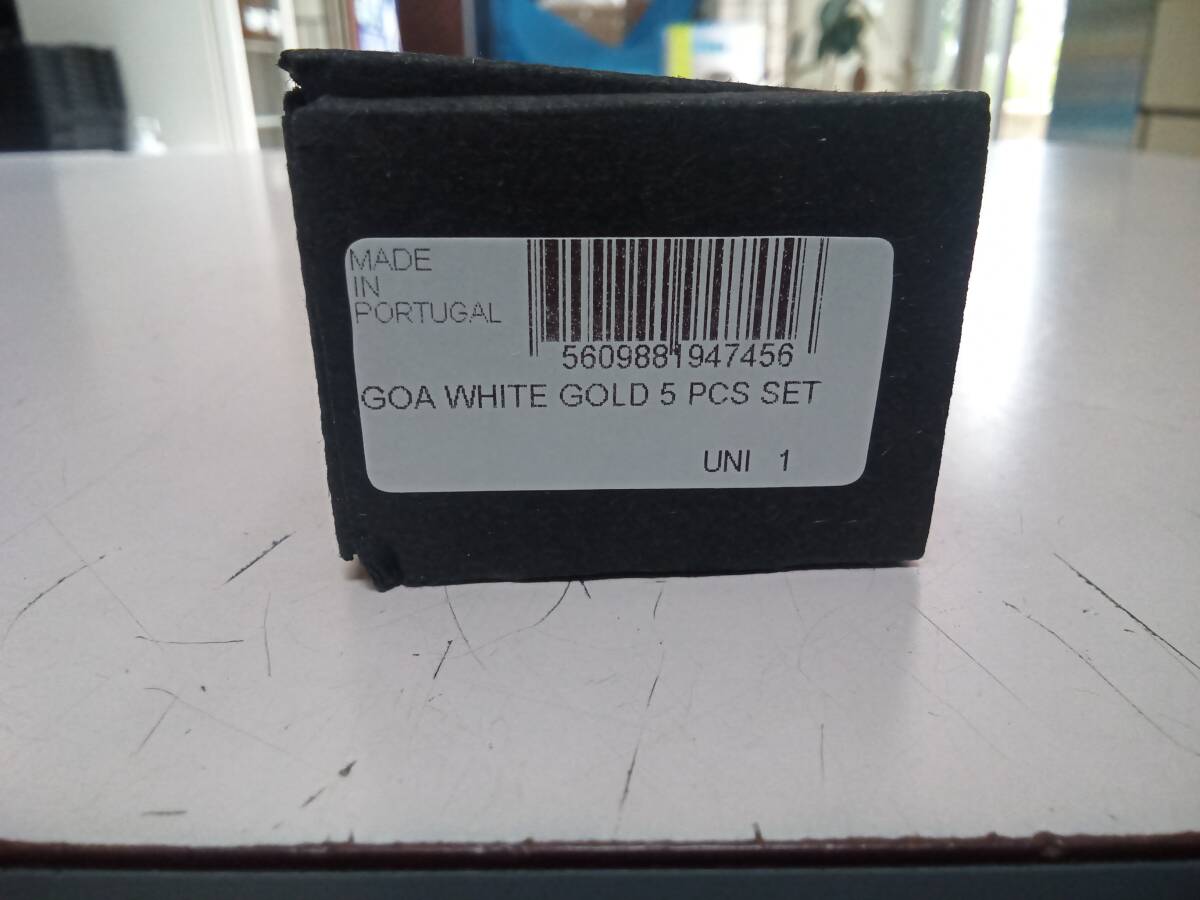 MADE
IN
PORTUGAL
5609881947456
GOA WHITE GOLD 5 PCS SET
UNI 1